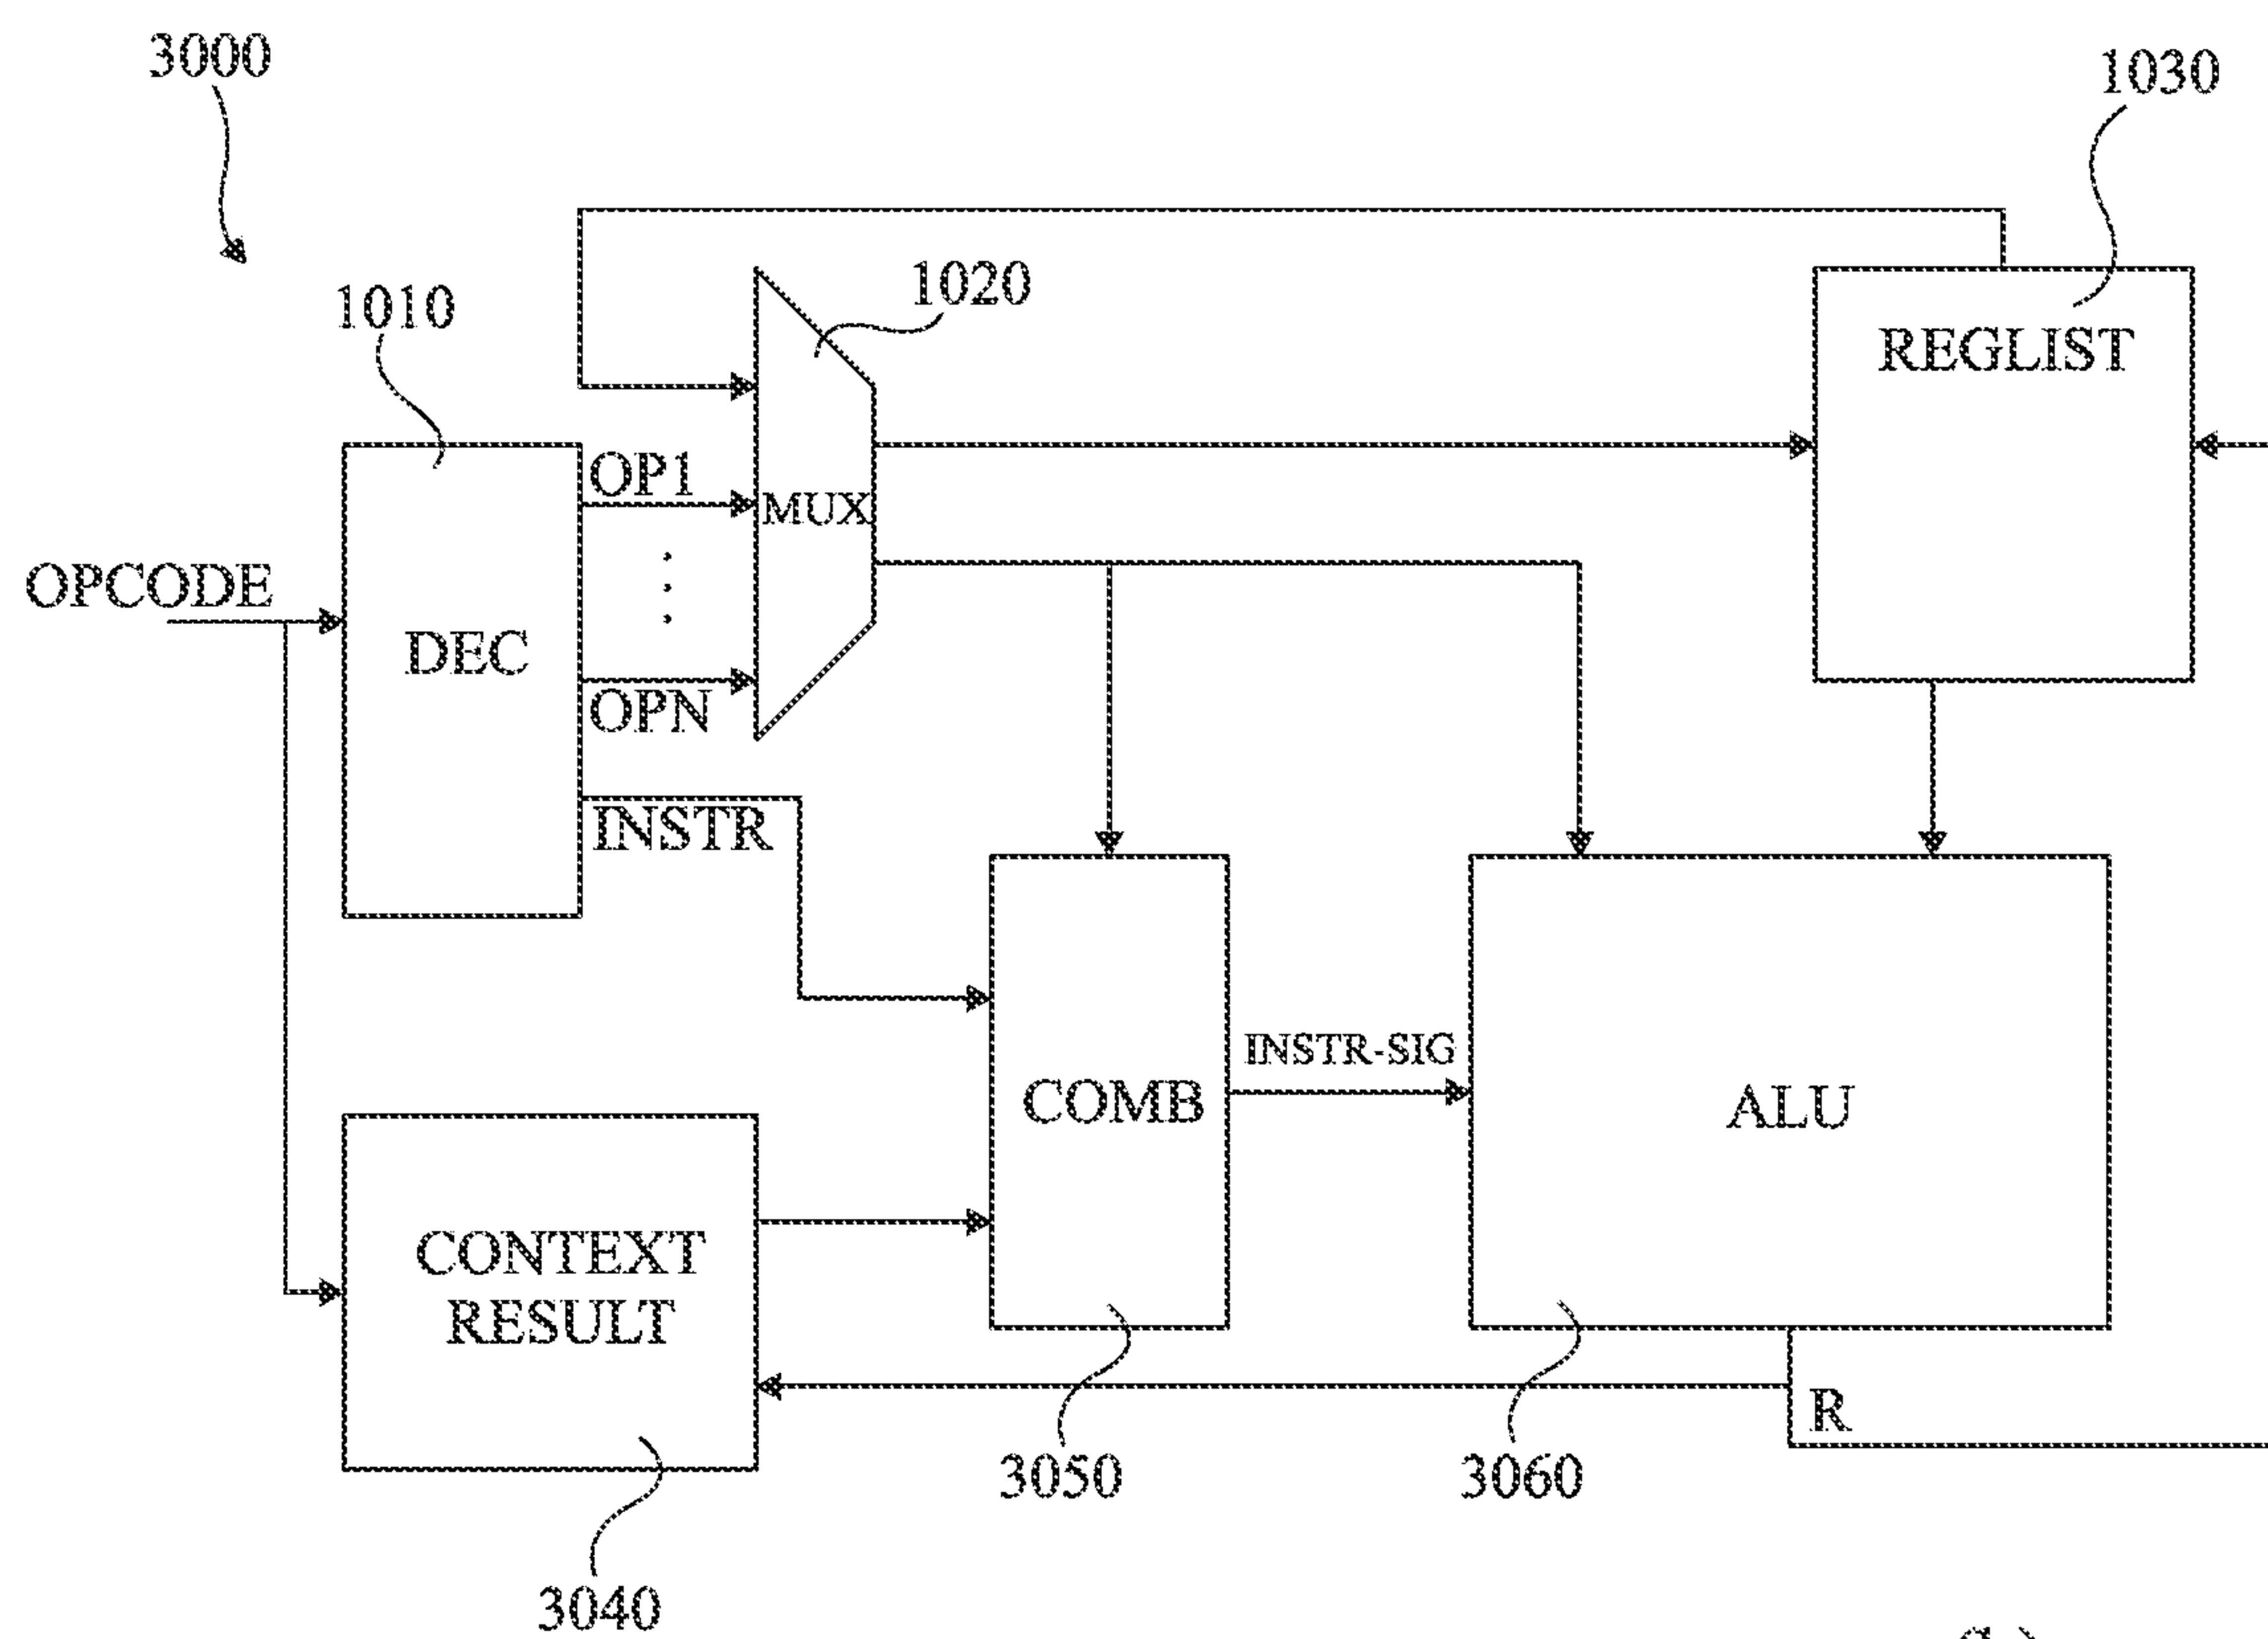 3000
1030
1020
1010
REGLIST
OP1
MUX
OPCODE
DEC
OPN
INSTR
INSTR-SIG
COMB
ALU
CONTEXT
RESULT
R
3050
3060
3040